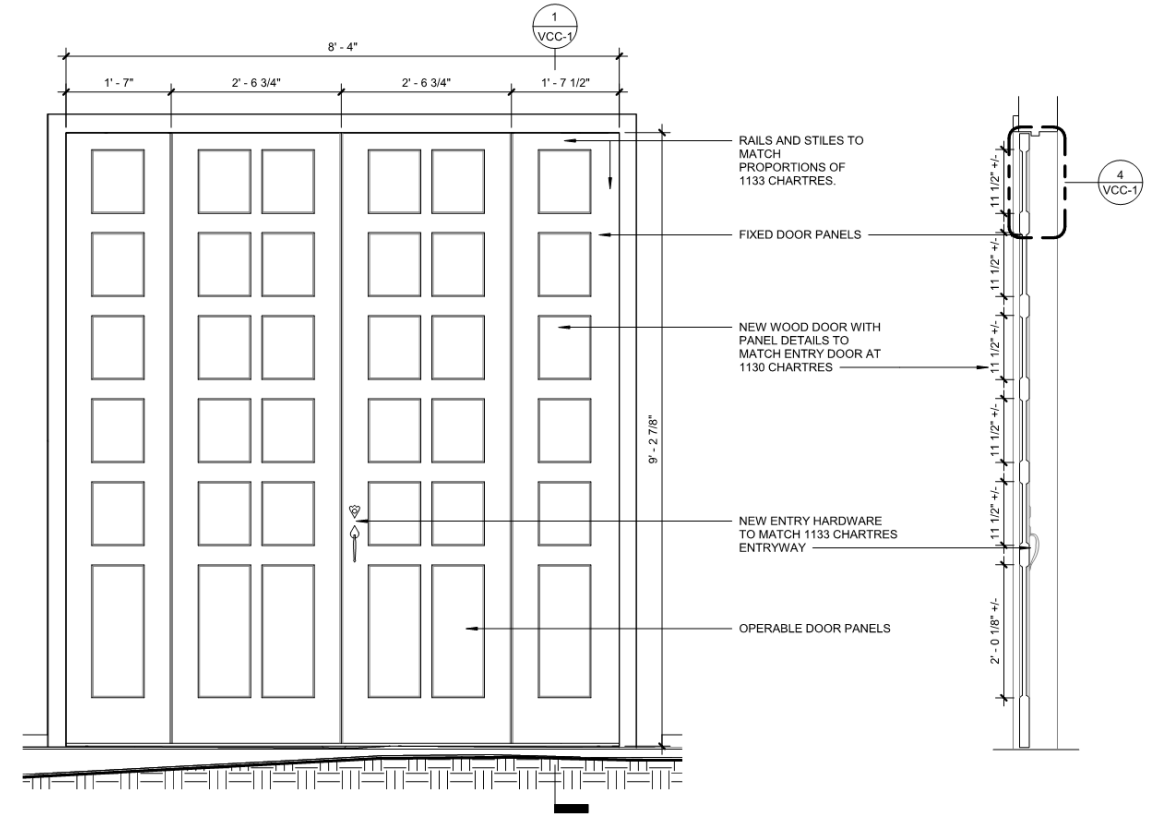 1
VCC-1
8' - 4"
1' - 7"
2' - 6 3/4"
2' - 6 3/4"
1' - 7 1/2"
RAILS AND STILES TO
MATCH
PROPORTIONS OF
1133 CHARTRES.
11 1/2" +/-
4
VCC-1
FIXED DOOR PANELS
11 1/2" +/-
NEW WOOD DOOR WITH
PANEL DETAILS TO
MATCH ENTRY DOOR AT
1130 CHARTRES
11 1/2" +/-
9' - 2 7/8"
11 1/2" +/-
NEW ENTRY HARDWARE
TO MATCH 1133 CHARTRES
ENTRYWAY
11 1/2" +/-
OPERABLE DOOR PANELS
2' - 0 1/8" +/-